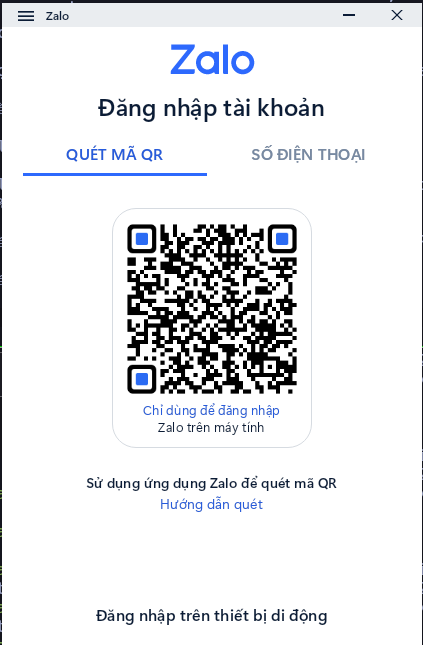 Zalo
Zalo
Đăng nhập tài khoản
QUÉT MÃ QR
SỐ ĐIỆN THOẠI
Chỉ dùng để đăng nhập
Zalo trên máy tính
Sử dụng ứng dụng Zalo để quét mã QR
Hướng dẫn quét
Đăng nhập trên thiết bị di động